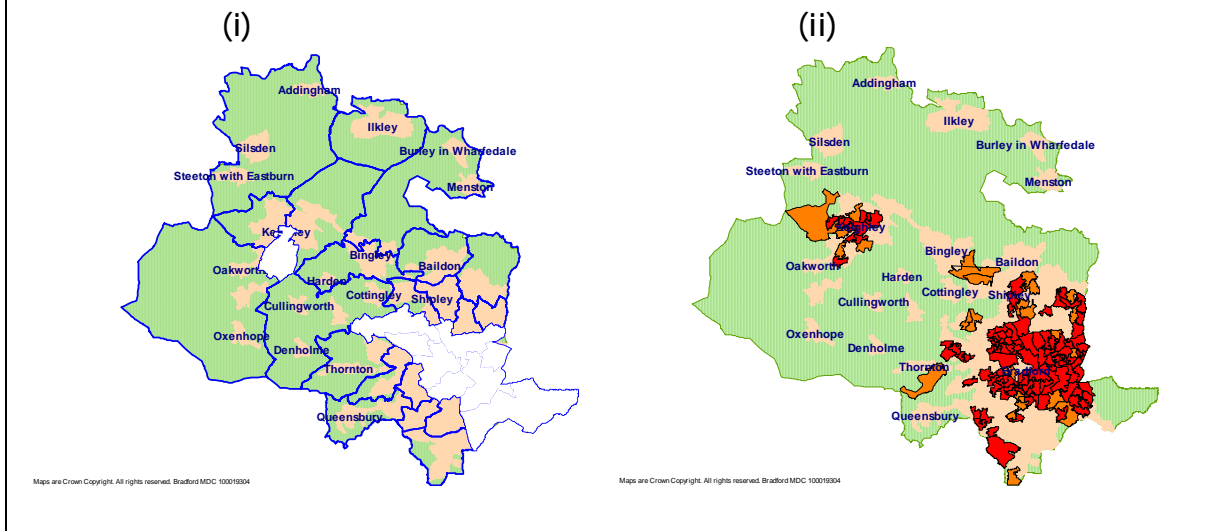 (i)
Addingham
Ilkley
Silsden
Burley in Wharfedale
Steeton with Eastburn
Menston
Bingley
Oakworth
Baildon
Harden
Cottingley
Shipley
Cullingworth
Oxenhope
Denholme
Thornton
Queensbury
Maps are Crown Copyright. All rights reserved. Bradford MDC 100019304
(ii)
Addingham
Ilkley
Silsden
Burley in Wharfedale
Steeton with Eastburn
Menston
Keighley
Bingley
Oakworth
Baildon
Harden
Cottingley
Shipley
Cullingworth
Oxenhope
Denholme
Thornton
Bradford
Queensbury
Maps are Crown Copyright. All rights reserved. Bradford MDC 100019304